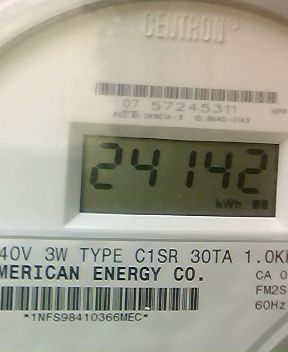 CENTRON®
07 57245311
24142
kWh
40V 3W TYPE C1SR 30TA 1.0K
MERICAN ENERGY CO.
CA 0
FM2S
60Hz
*1NFS98410366MEC*